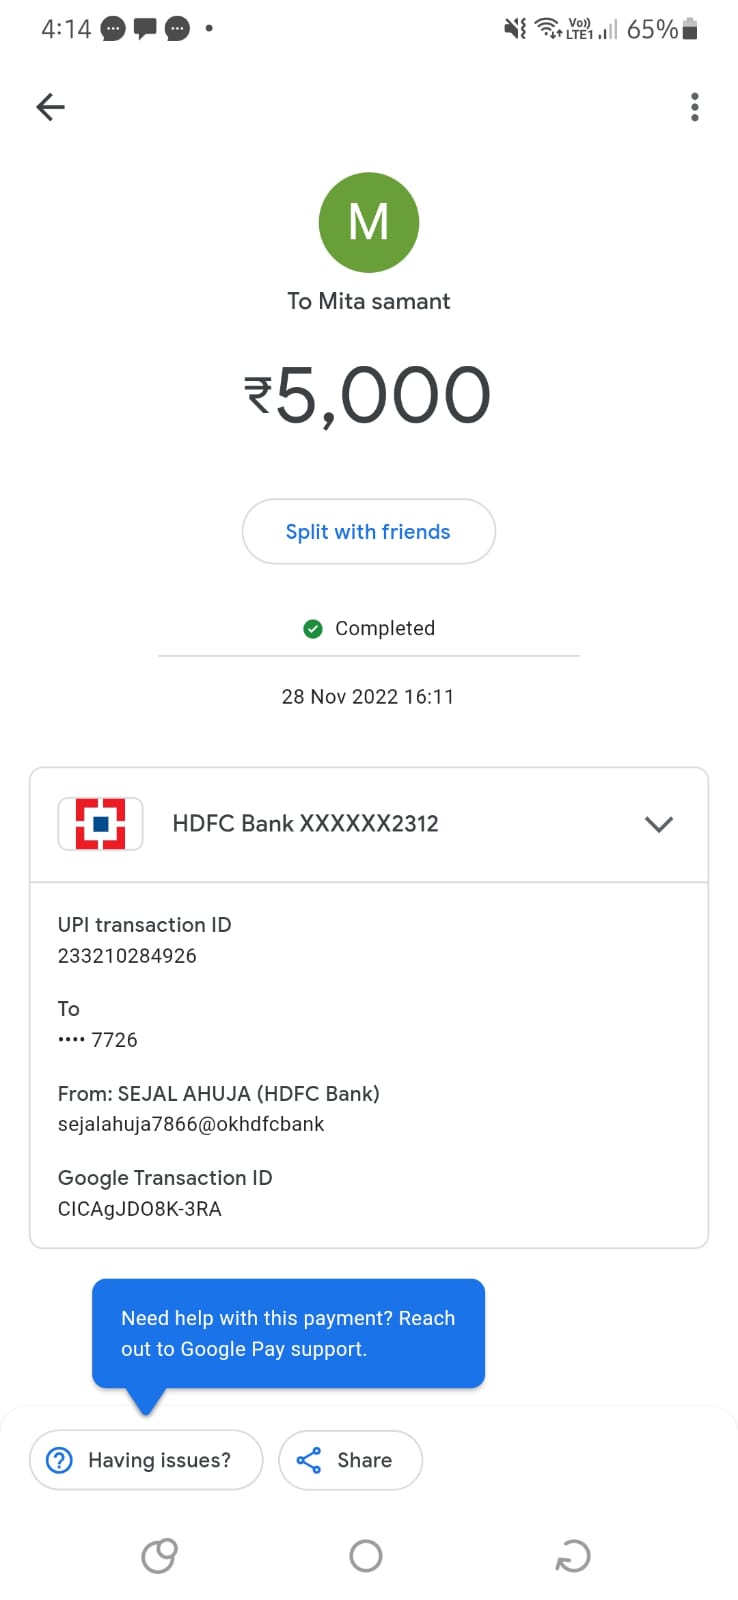 4:14
Vo))
LTE1
65%
M
To Mita samant
₹5,000
Split with friends
Completed
28 Nov 2022 16:11
HDFC Bank XXXXXX2312
UPI transaction ID
233210284926
To
•••• 7726
From: SEJAL AHUJA (HDFC Bank)
sejalahuja7866@okhdfcbank
Google Transaction ID
CICAgJDO8K-3RA
Need help with this payment? Reach
out to Google Pay support.
Having issues?
Share